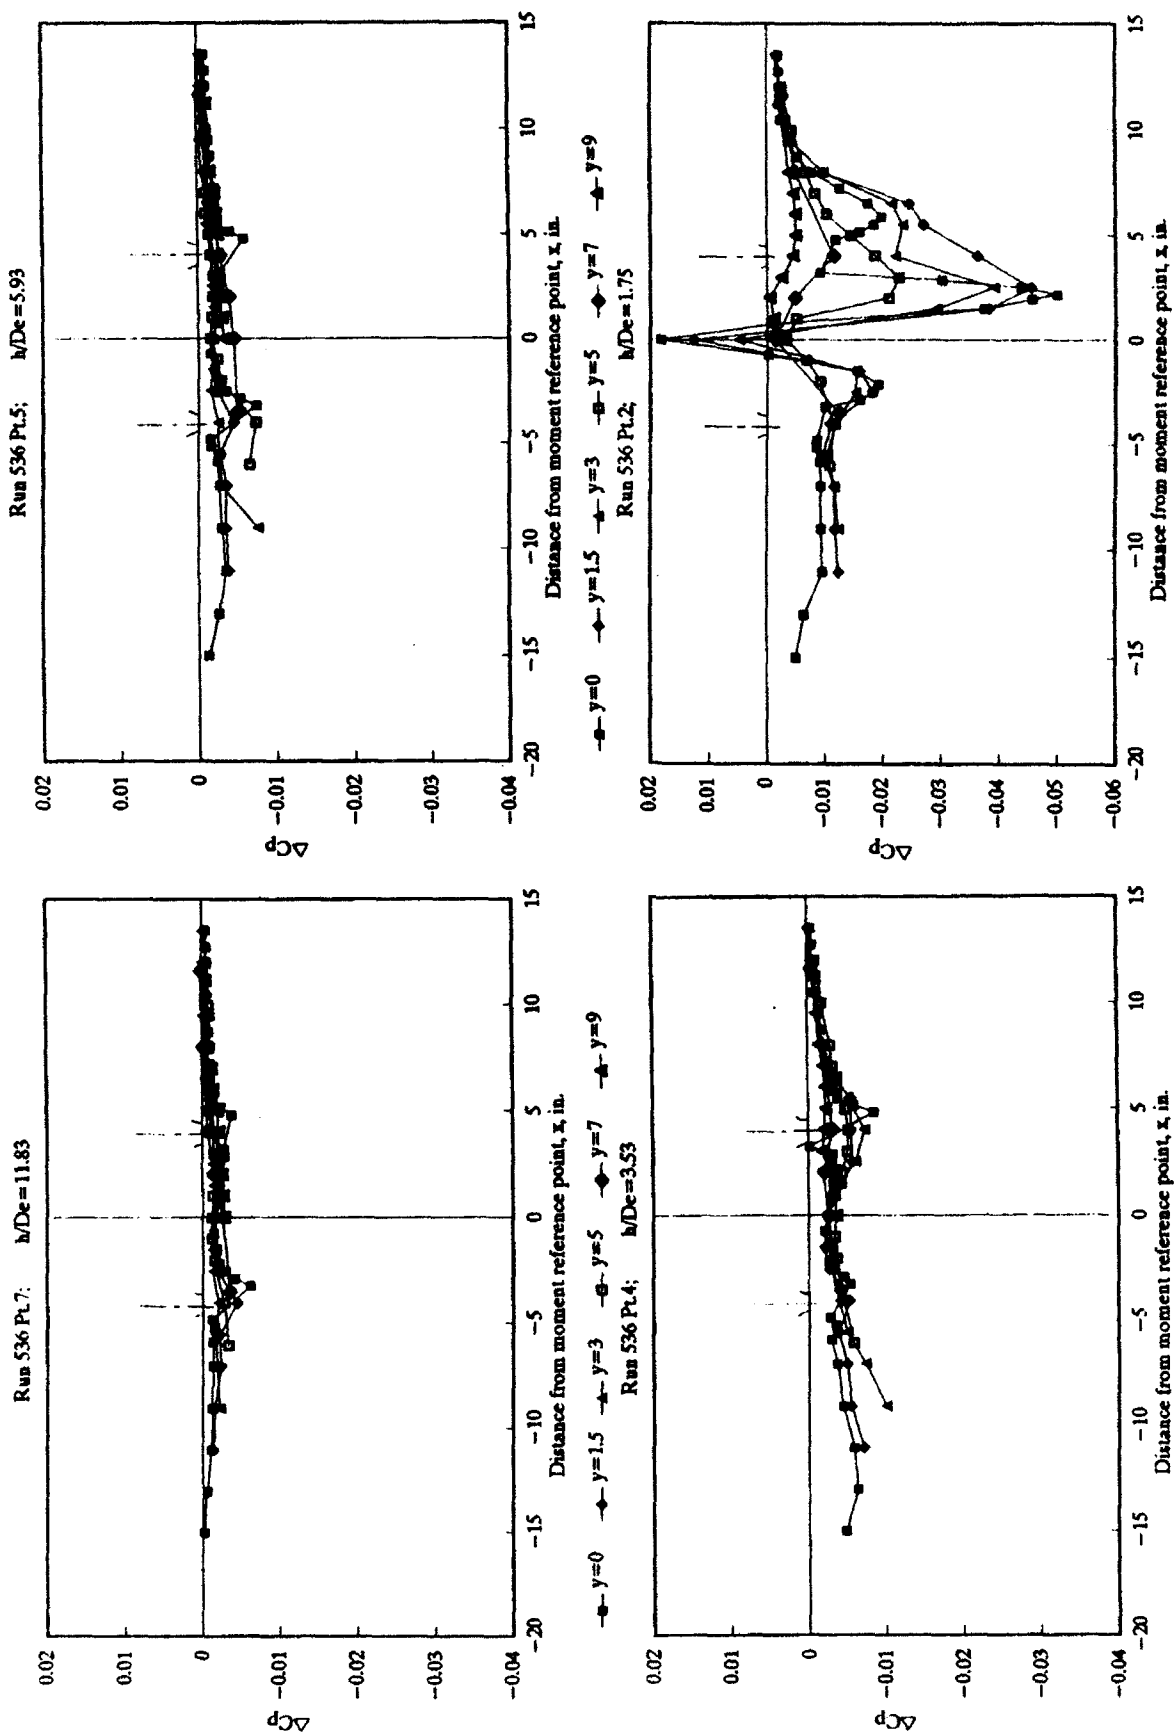 Run 536 Pt.7: h/De=11.83
0.02
0.01
0
−0.01
−0.02
−0.03
−0.04
ΔCp
−20 −15 −10 −5 0 5 10 15
Distance from moment reference point, x, in.
Run 536 Pt.5; h/De=5.93
0.02
0.01
0
−0.01
−0.02
−0.03
−0.04
ΔCp
−20 −15 −10 −5 0 5 10 15
Distance from moment reference point, x, in.
y=0 y=1.5 y=3 y=5 y=7 y=9
y=0 y=1.5 y=3 y=5 y=7 y=9
Run 536 Pt.4; h/De=3.53
0.02
0.01
0
−0.01
−0.02
−0.03
−0.04
ΔCp
−20 −15 −10 −5 0 5 10 15
Distance from moment reference point, x, in.
Run 536 Pt.2; h/De=1.75
0.02
0.01
0
−0.01
−0.02
−0.03
−0.04
−0.05
−0.06
ΔCp
−20 −15 −10 −5 0 5 10 15
Distance from moment reference point, x, in.